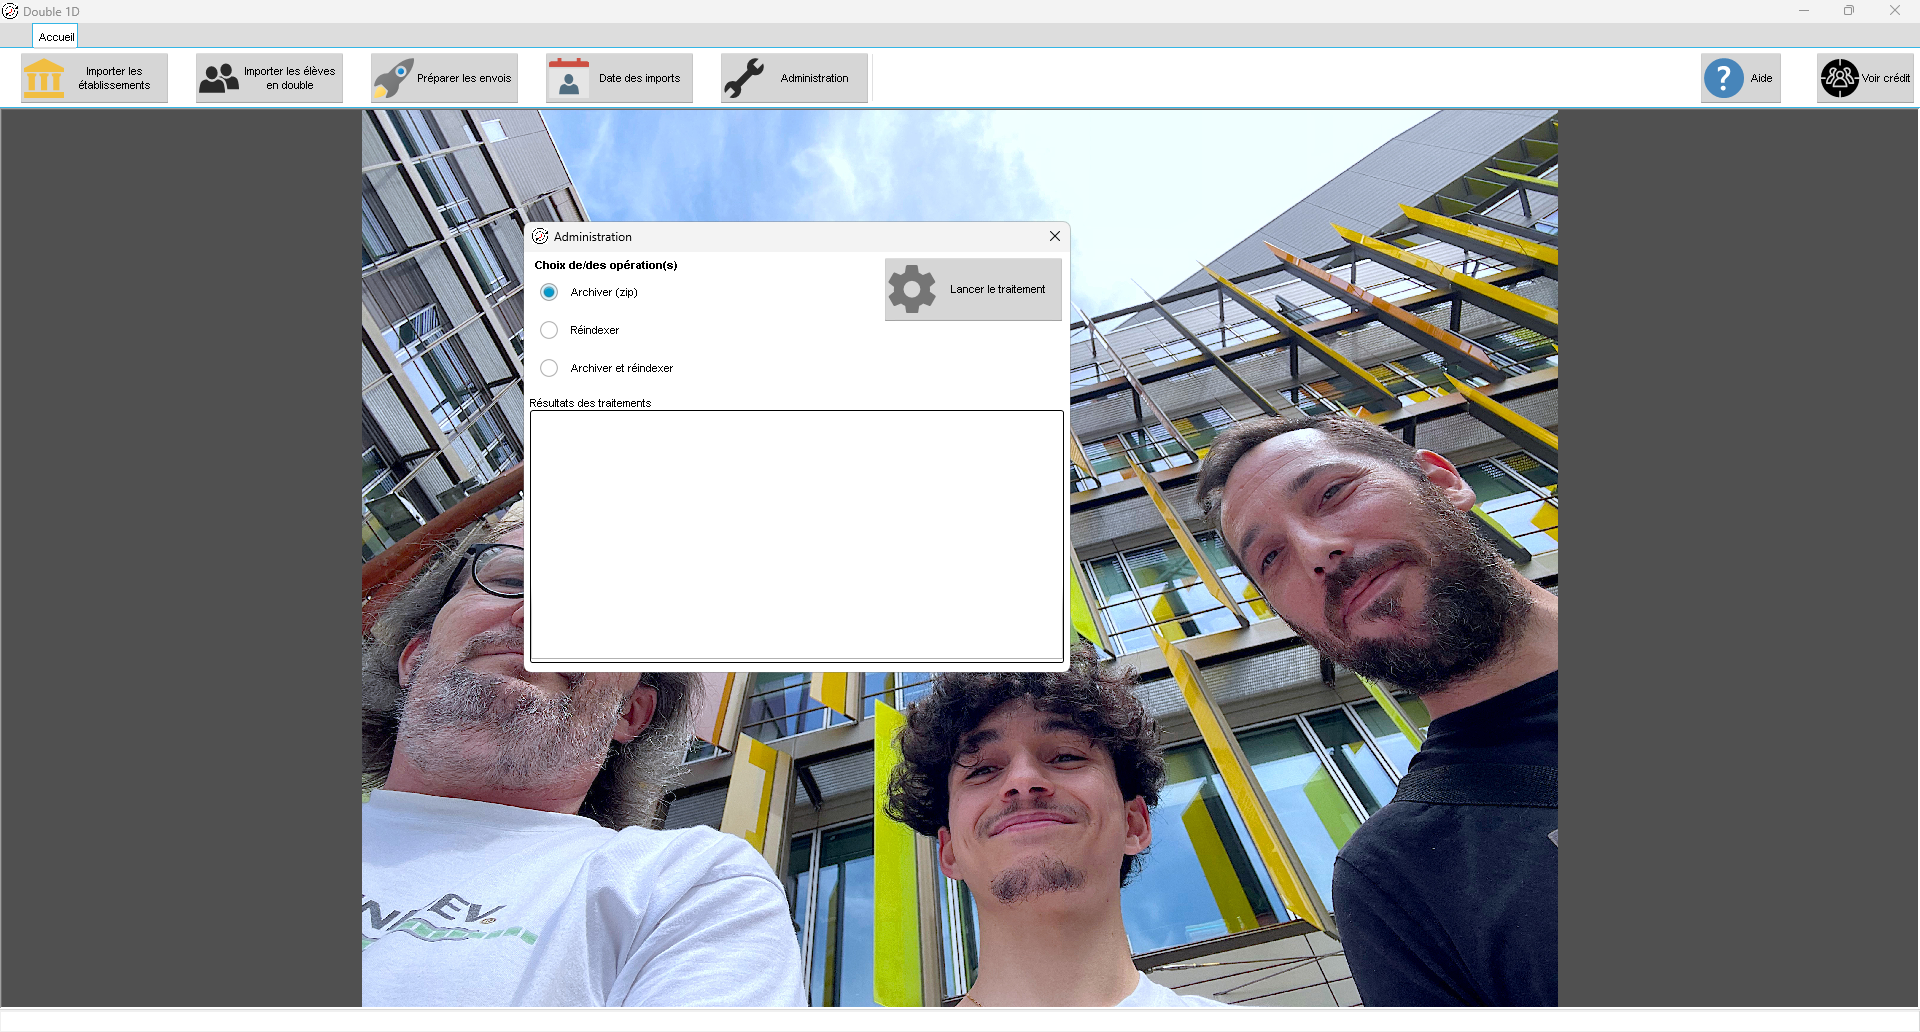 Double 1D
Accueil
Importer les
établissements
Importer les élèves
en double
Préparer les envois
Date des imports
Administration
?
Aide
Voir crédit
Administration
Choix de/des opération(s)
Archiver (zip)
Lancer le traitement
Réindexer
Archiver et réindexer
Résultats des traitements